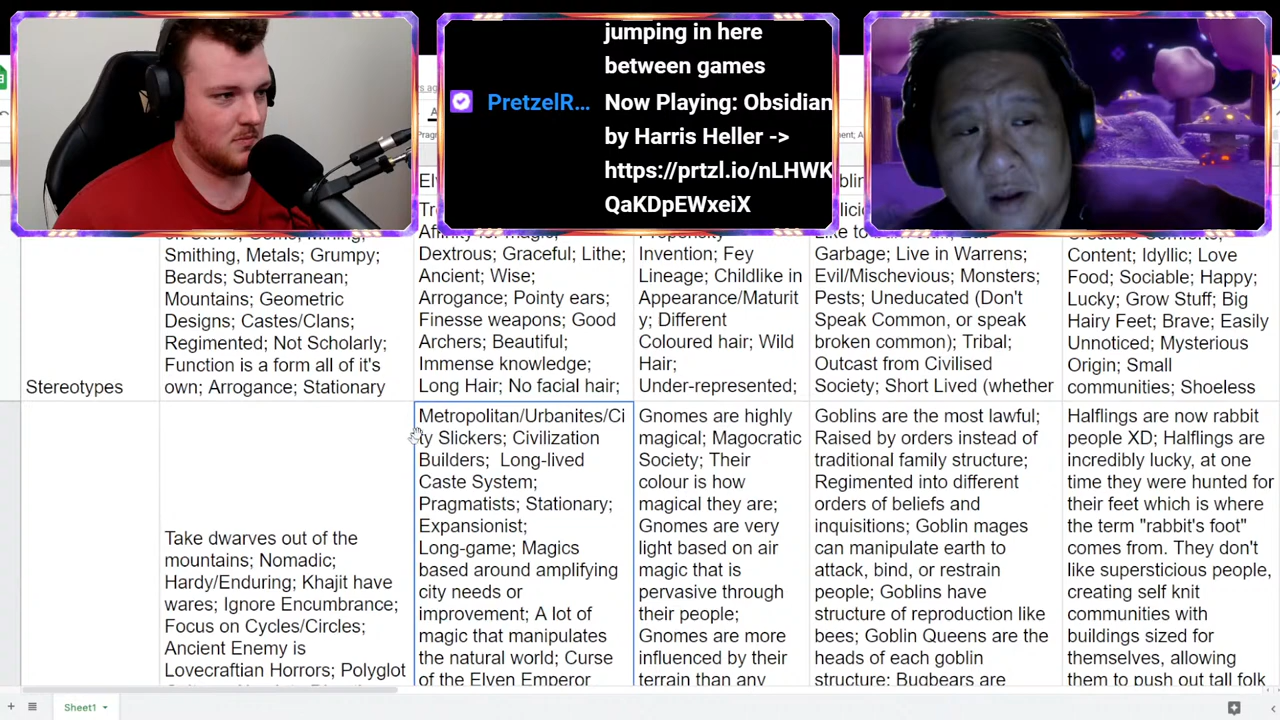 jumping in here
between games
PretzelR... Now Playing: Obsidian
by Harris Heller ->
https://prtzl.io/nLHWK
QaKDpEWxeiX
Stereotypes
Smithing, Metals; Grumpy;
Beards; Subterranean;
Mountains; Geometric
Designs; Castes/Clans;
Regimented; Not Scholarly;
Function is a form all of it's
own; Arrogance; Stationary
Dextrous; Graceful; Lithe;
Ancient; Wise;
Arrogance; Pointy ears;
Finesse weapons; Good
Archers; Beautiful;
Immense knowledge;
Long Hair; No facial hair;
Invention; Fey
Lineage; Childlike in
Appearance/Maturit
y; Different
Coloured hair; Wild
Hair;
Under-represented;
Garbage; Live in Warrens;
Evil/Mischevious; Monsters;
Pests; Uneducated (Don't
Speak Common, or speak
broken common); Tribal;
Outcast from Civilised
Society; Short Lived (whether
Content; Idyllic; Love
Food; Sociable; Happy;
Lucky; Grow Stuff; Big
Hairy Feet; Brave; Easily
Unnoticed; Mysterious
Origin; Small
communities; Shoeless
Take dwarves out of the
mountains; Nomadic;
Hardy/Enduring; Khajit have
wares; Ignore Encumbrance;
Focus on Cycles/Circles;
Ancient Enemy is
Lovecraftian Horrors; Polyglot
Metropolitan/Urbanites/Ci
ty Slickers; Civilization
Builders;  Long-lived
Caste System;
Pragmatists; Stationary;
Expansionist;
Long-game; Magics
based around amplifying
city needs or
improvement; A lot of
magic that manipulates
the natural world; Curse
of the Elven Emperor
Gnomes are highly
magical; Magocratic
Society; Their
colour is how
magical they are;
Gnomes are very
light based on air
magic that is
pervasive through
their people;
Gnomes are more
influenced by their
terrain than any
Goblins are the most lawful;
Raised by orders instead of
traditional family structure;
Regimented into different
orders of beliefs and
inquisitions; Goblin mages
can manipulate earth to
attack, bind, or restrain
people; Goblins have
structure of reproduction like
bees; Goblin Queens are the
heads of each goblin
structure; Bugbears are
Halflings are now rabbit
people XD; Halflings are
incredibly lucky, at one
time they were hunted for
their feet which is where
the term "rabbit's foot"
comes from. They don't
like supersticious people,
creating self knit
communities with
buildings sized for
themselves, allowing
them to push out tall folk
Sheet1